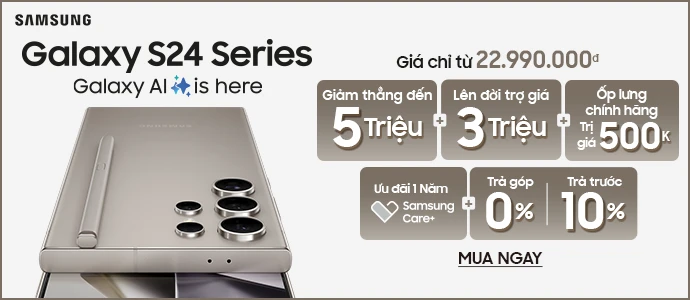 SAMSUNG
Galaxy S24 Series
Galaxy AI is here
SAMSUNG
Giá chỉ từ 22.990.000đ
Giảm thẳng đến
5 Triệu
+
Lên đời trợ giá
3 Triệu
+
Ốp lưng
chính hãng
Trị giá 500K
Ưu đãi 1 Năm
Samsung
Care+
+
Trả góp
0%
Trả trước
10%
MUA NGAY